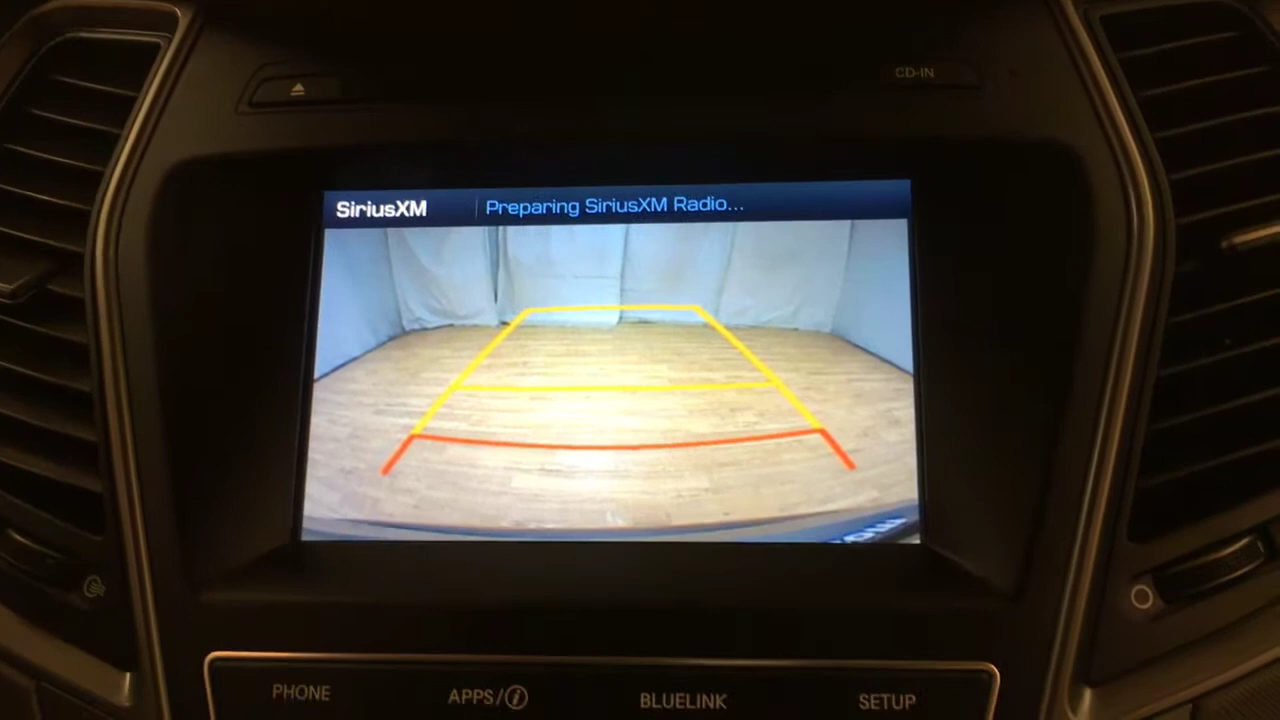 CD-IN
SiriusXM Preparing SiriusXM Radio...
PHONE APPS/i BLUELINK SETUP